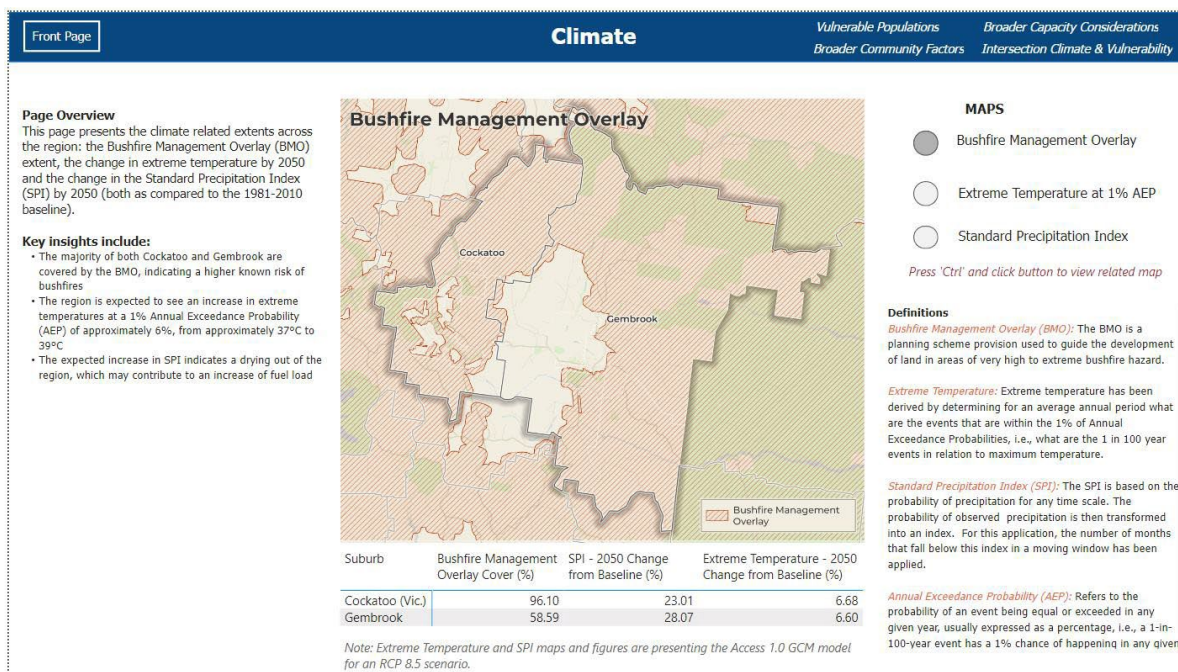 Front Page
Climate
Vulnerable Populations
Broader Capacity Considerations
Broader Community Factors
Intersection Climate & Vulnerability
Page Overview
This page presents the climate related extents across
the region: the Bushfire Management Overlay (BMO)
extent, the change in extreme temperature by 2050
and the change in the Standard Precipitation Index
(SPI) by 2050 (both as compared to the 1981-2010
baseline).
Key insights include:
• The majority of both Cockatoo and Gembrook are
covered by the BMO, indicating a higher known risk of
bushfires
• The region is expected to see an increase in extreme
temperatures at a 1% Annual Exceedance Probability
(AEP) of approximately 6%, from approximately 37°C to
39°C
• The expected increase in SPI indicates a drying out of the
region, which may contribute to an increase of fuel load
Bushfire Management Overlay
Cockatoo
Gembrook
Bushfire Management
Overlay
Suburb Bushfire Management Overlay Cover (%) SPI - 2050 Change from Baseline (%) Extreme Temperature - 2050 Change from Baseline (%)
Cockatoo (Vic.) 96.10 23.01 6.68
Gembrook 58.59 28.07 6.60
Note: Extreme Temperature and SPI maps and figures are presenting the Access 1.0 GCM model
for an RCP 8.5 scenario.
MAPS
Bushfire Management Overlay
Extreme Temperature at 1% AEP
Standard Precipitation Index
Press 'Ctrl' and click button to view related map
Definitions
Bushfire Management Overlay (BMO): The BMO is a
planning scheme provision used to guide the development
of land in areas of very high to extreme bushfire hazard.
Extreme Temperature: Extreme temperature has been
derived by determining for an average annual period what
are the events that are within the 1% of Annual
Exceedance Probabilities, i.e., what are the 1 in 100 year
events in relation to maximum temperature.
Standard Precipitation Index (SPI): The SPI is based on the
probability of precipitation for any time scale. The
probability of observed precipitation is then transformed
into an index. For this application, the number of months
that fall below this index in a moving window has been
applied.
Annual Exceedance Probability (AEP): Refers to the
probability of an event being equal or exceeded in any
given year, usually expressed as a percentage, i.e., a 1-in-
100-year event has a 1% chance of happening in any given